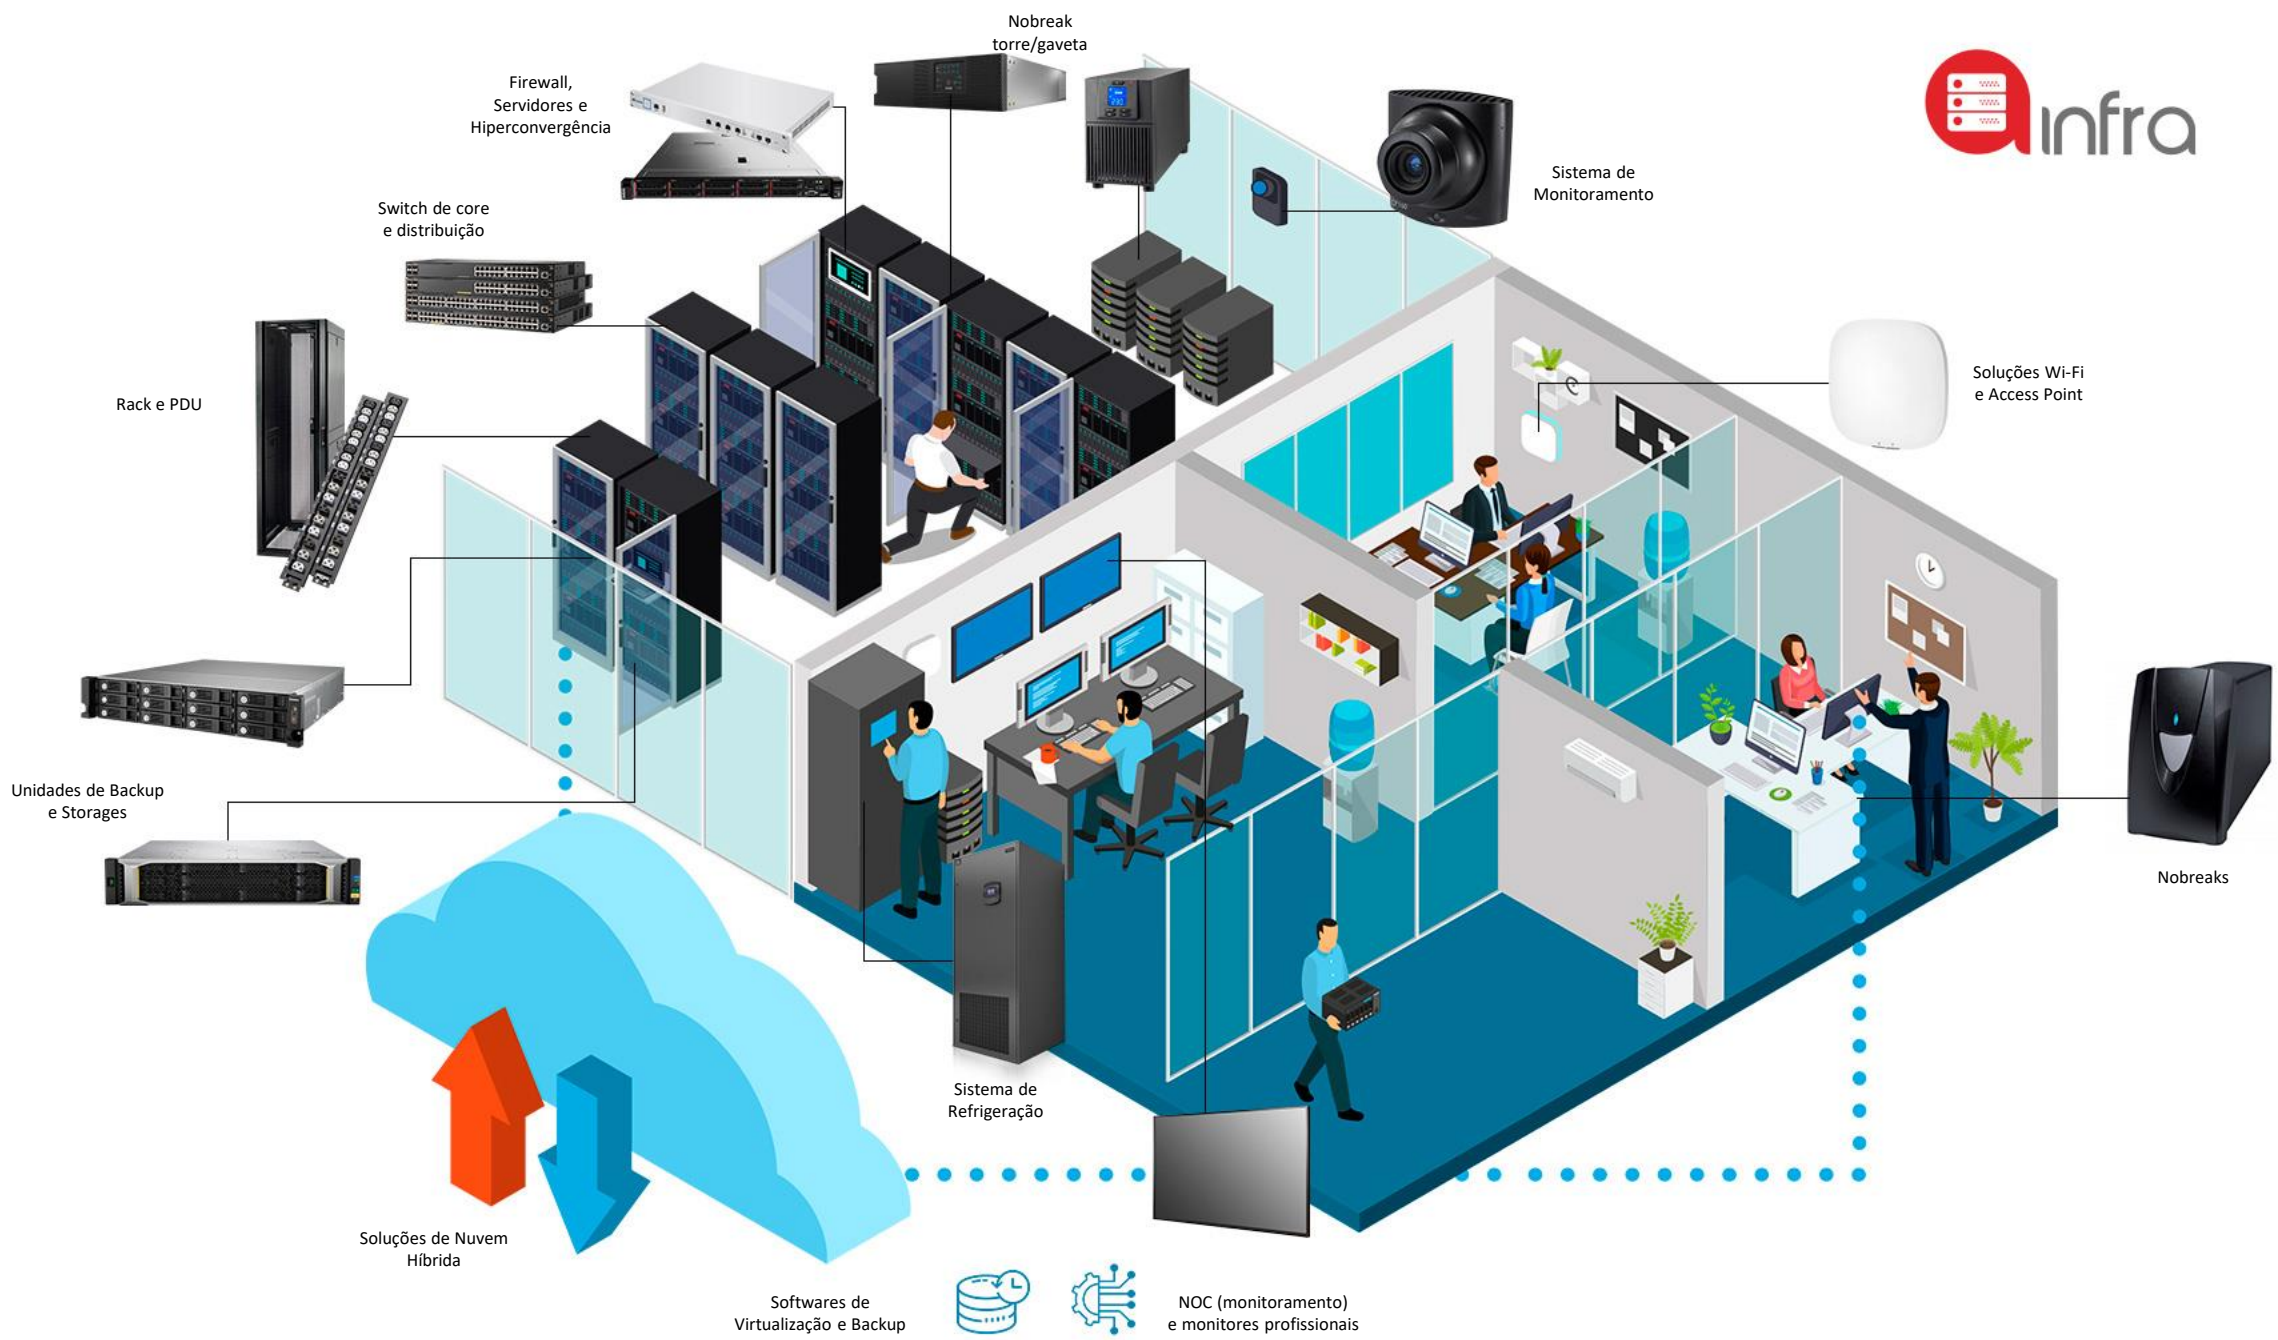 Nobreak
torre/gaveta
Firewall,
Servidores e
Hiperconvergência
infra
Sistema de
Monitoramento
Switch de core
e distribuição
Soluções Wi-Fi
e Access Point
Rack e PDU
Unidades de Backup
e Storages
Nobreaks
Sistema de
Refrigeração
Soluções de Nuvem
Híbrida
Softwares de
Virtualização e Backup
NOC (monitoramento)
e monitores profissionais